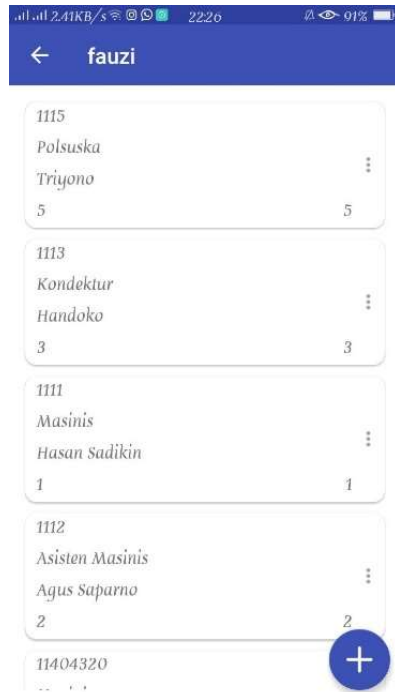 2.41KB/s 22:26 91%
fauzi
1115
Polsuska
Triyono
5 5
1113
Kondektur
Handoko
3 3
1111
Masinis
Hasan Sadikin
1 1
1112
Asisten Masinis
Agus Saparno
2 2
11404320